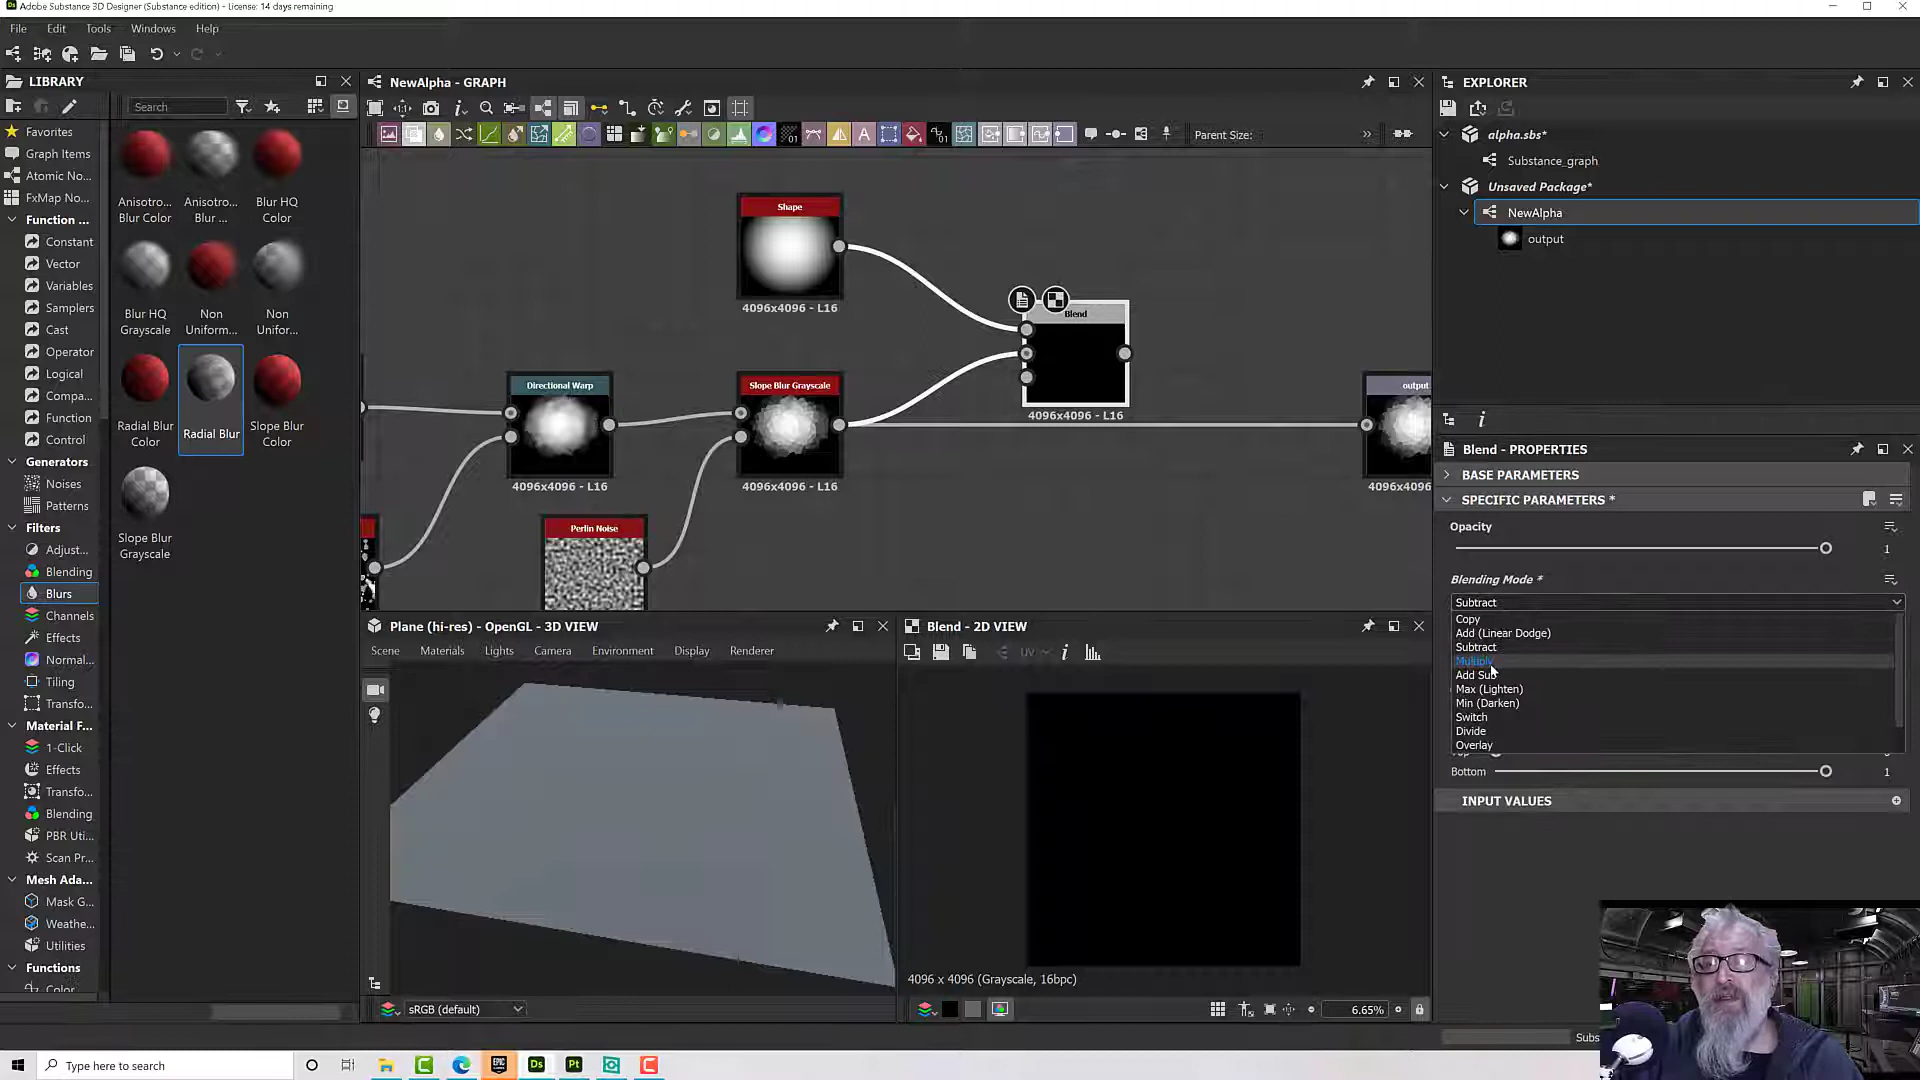 Adobe Substance 3D Designer (Substance edition) - License: 14 days remaining
File Edit Tools Windows Help
LIBRARY
Search
Favorites
Graph Items
Atomic No...
FxMap No...
Function ...
Constant
Vector
Variables
Samplers
Cast
Operator
Logical
Compa...
Function
Control
Generators
Noises
Patterns
Filters
Adjust...
Blending
Blurs
Channels
Effects
Normal...
Tiling
Transfo...
Material F...
1-Click
Effects
Transfo...
Blending
PBR Uti...
Scan Pr...
Mesh Ada...
Mask G...
Weathe...
Utilities
Functions
Color
Anisotro...
Blur Color
Anisotro...
Blur ...
Blur HQ
Color
Blur HQ
Grayscale
Non
Uniform...
Non
Unifor...
Radial Blur
Color
Radial Blur
Slope Blur
Color
Slope Blur
Grayscale
NewAlpha - GRAPH
Parent Size:
Shape
4096x4096 - L16
Blend
4096x4096 - L16
Directional Warp
4096x4096 - L16
Slope Blur Grayscale
4096x4096 - L16
Perlin Noise
output
4096x4096
Plane (hi-res) - OpenGL - 3D VIEW
Scene Materials Lights Camera Environment Display Renderer
sRGB (default)
Blend - 2D VIEW
UV
4096 x 4096 (Grayscale, 16bpc)
6.65%
EXPLORER
alpha.sbs*
Substance_graph
Unsaved Package*
NewAlpha
output
Blend - PROPERTIES
BASE PARAMETERS
SPECIFIC PARAMETERS *
Opacity
1
Blending Mode *
Subtract
Copy
Add (Linear Dodge)
Subtract
Multiply
Add Sub
Max (Lighten)
Min (Darken)
Switch
Divide
Overlay
Bottom 1
INPUT VALUES
Subs
Type here to search
Ds
Pt